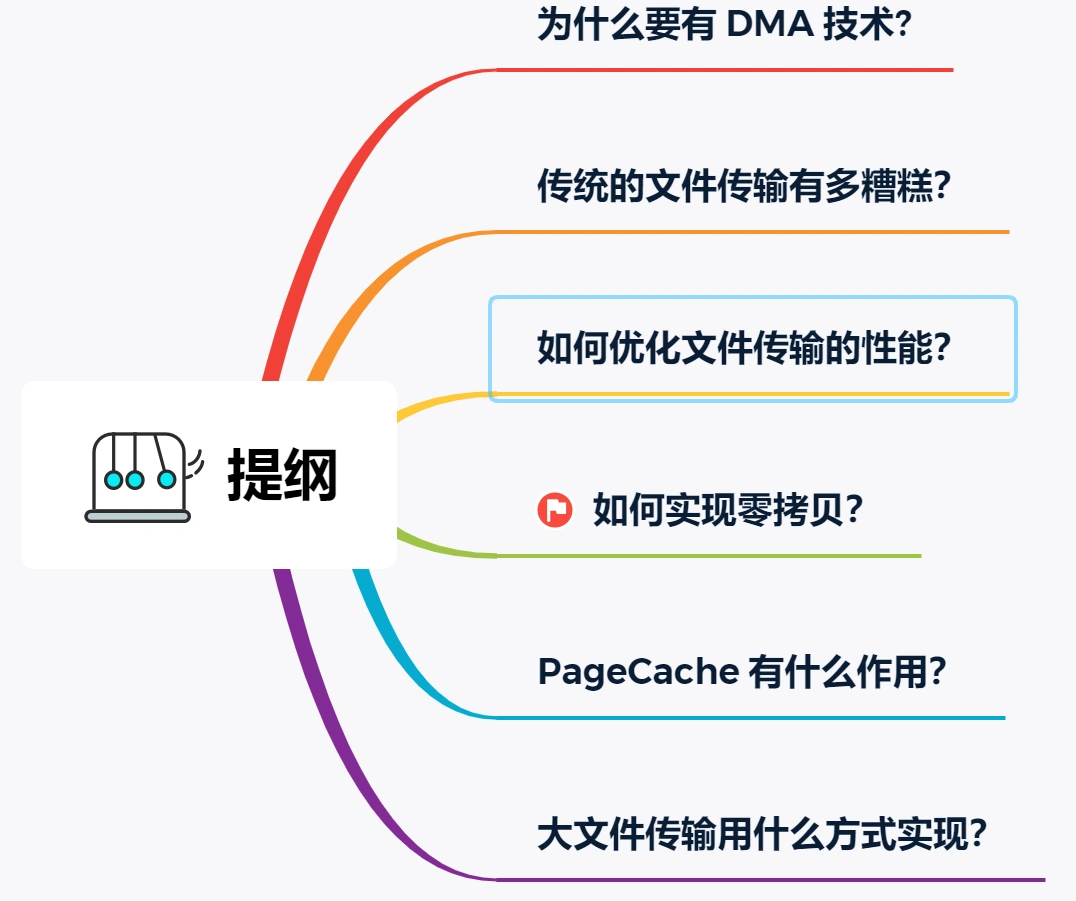 为什么要有 DMA 技术？
传统的文件传输有多糟糕？
如何优化文件传输的性能？
提纲
如何实现零拷贝？
PageCache 有什么作用？
大文件传输用什么方式实现？